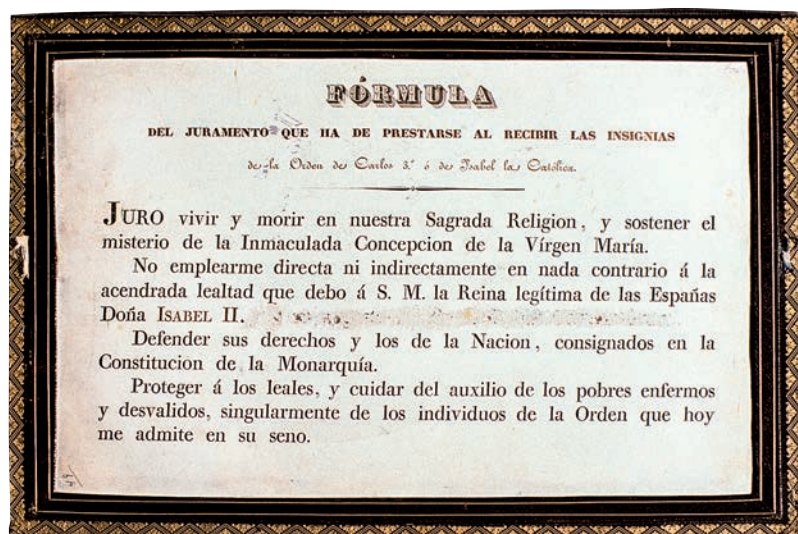 FÓRMULA
DEL JURAMENTO QUE HA DE PRESTARSE AL RECIBIR LAS INSIGNIAS
de la Orden de Carlos 3.º ó de Isabel la Católica.
JURO vivir y morir en nuestra Sagrada Religion, y sostener el
misterio de la Inmaculada Concepcion de la Vírgen María.
No emplearme directa ni indirectamente en nada contrario á la
acendrada lealtad que debo á S. M. la Reina legítima de las Españas
Doña ISABEL II.
Defender sus derechos y los de la Nacion, consignados en la
Constitucion de la Monarquía.
Proteger á los leales, y cuidar del auxilio de los pobres enfermos
y desvalidos, singularmente de los individuos de la Orden que hoy
me admite en su seno.